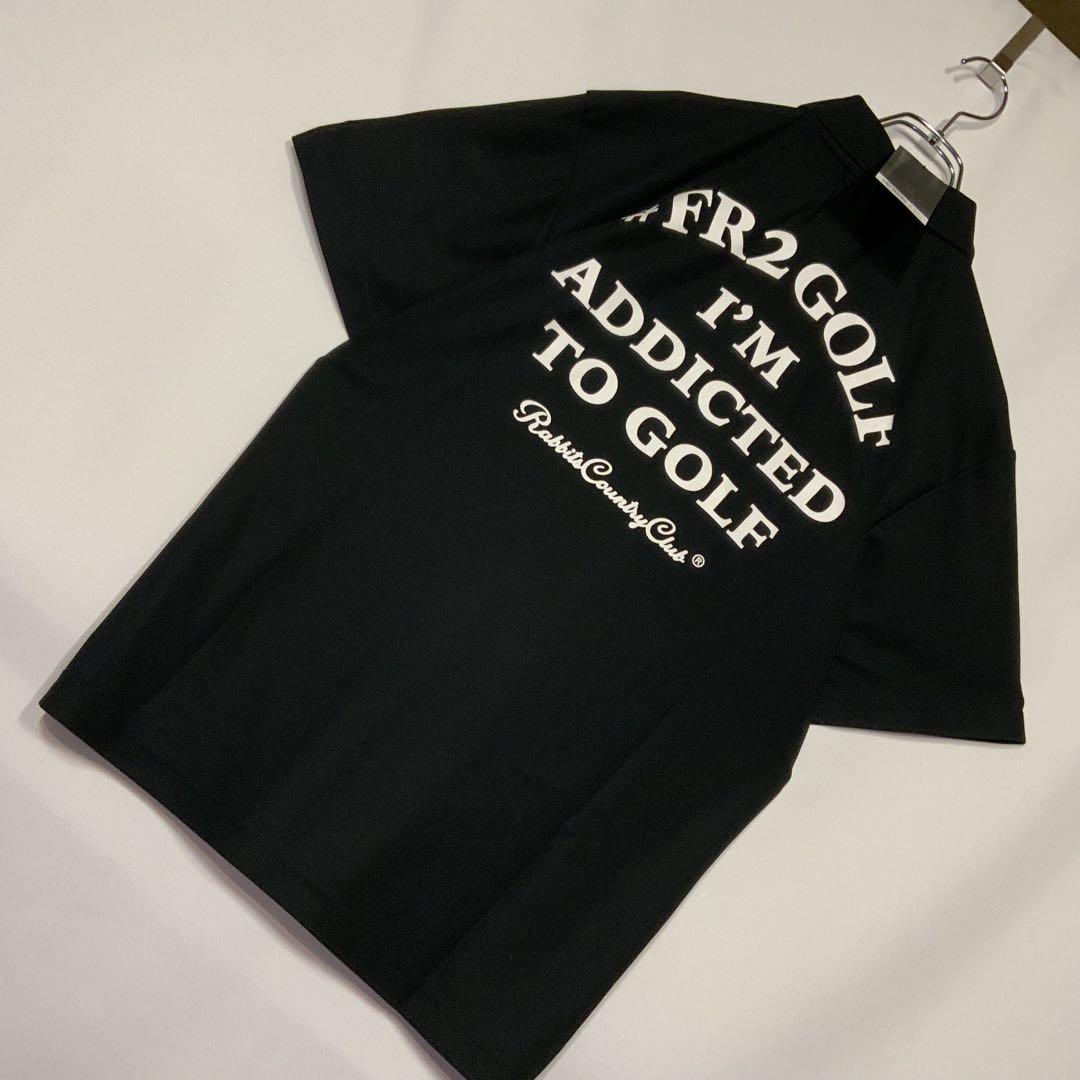 #FR2GOLF
I'M
ADDICTED
TO GOLF
RabbitsCountryClub®